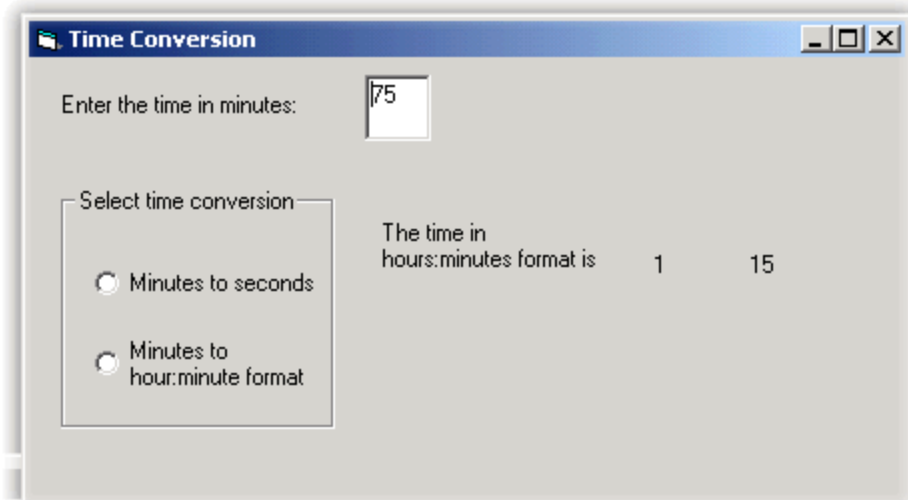 Time Conversion
Enter the time in minutes:
75
Select time conversion
Minutes to seconds
Minutes to
hour:minute format
The time in
hours:minutes format is 1 15